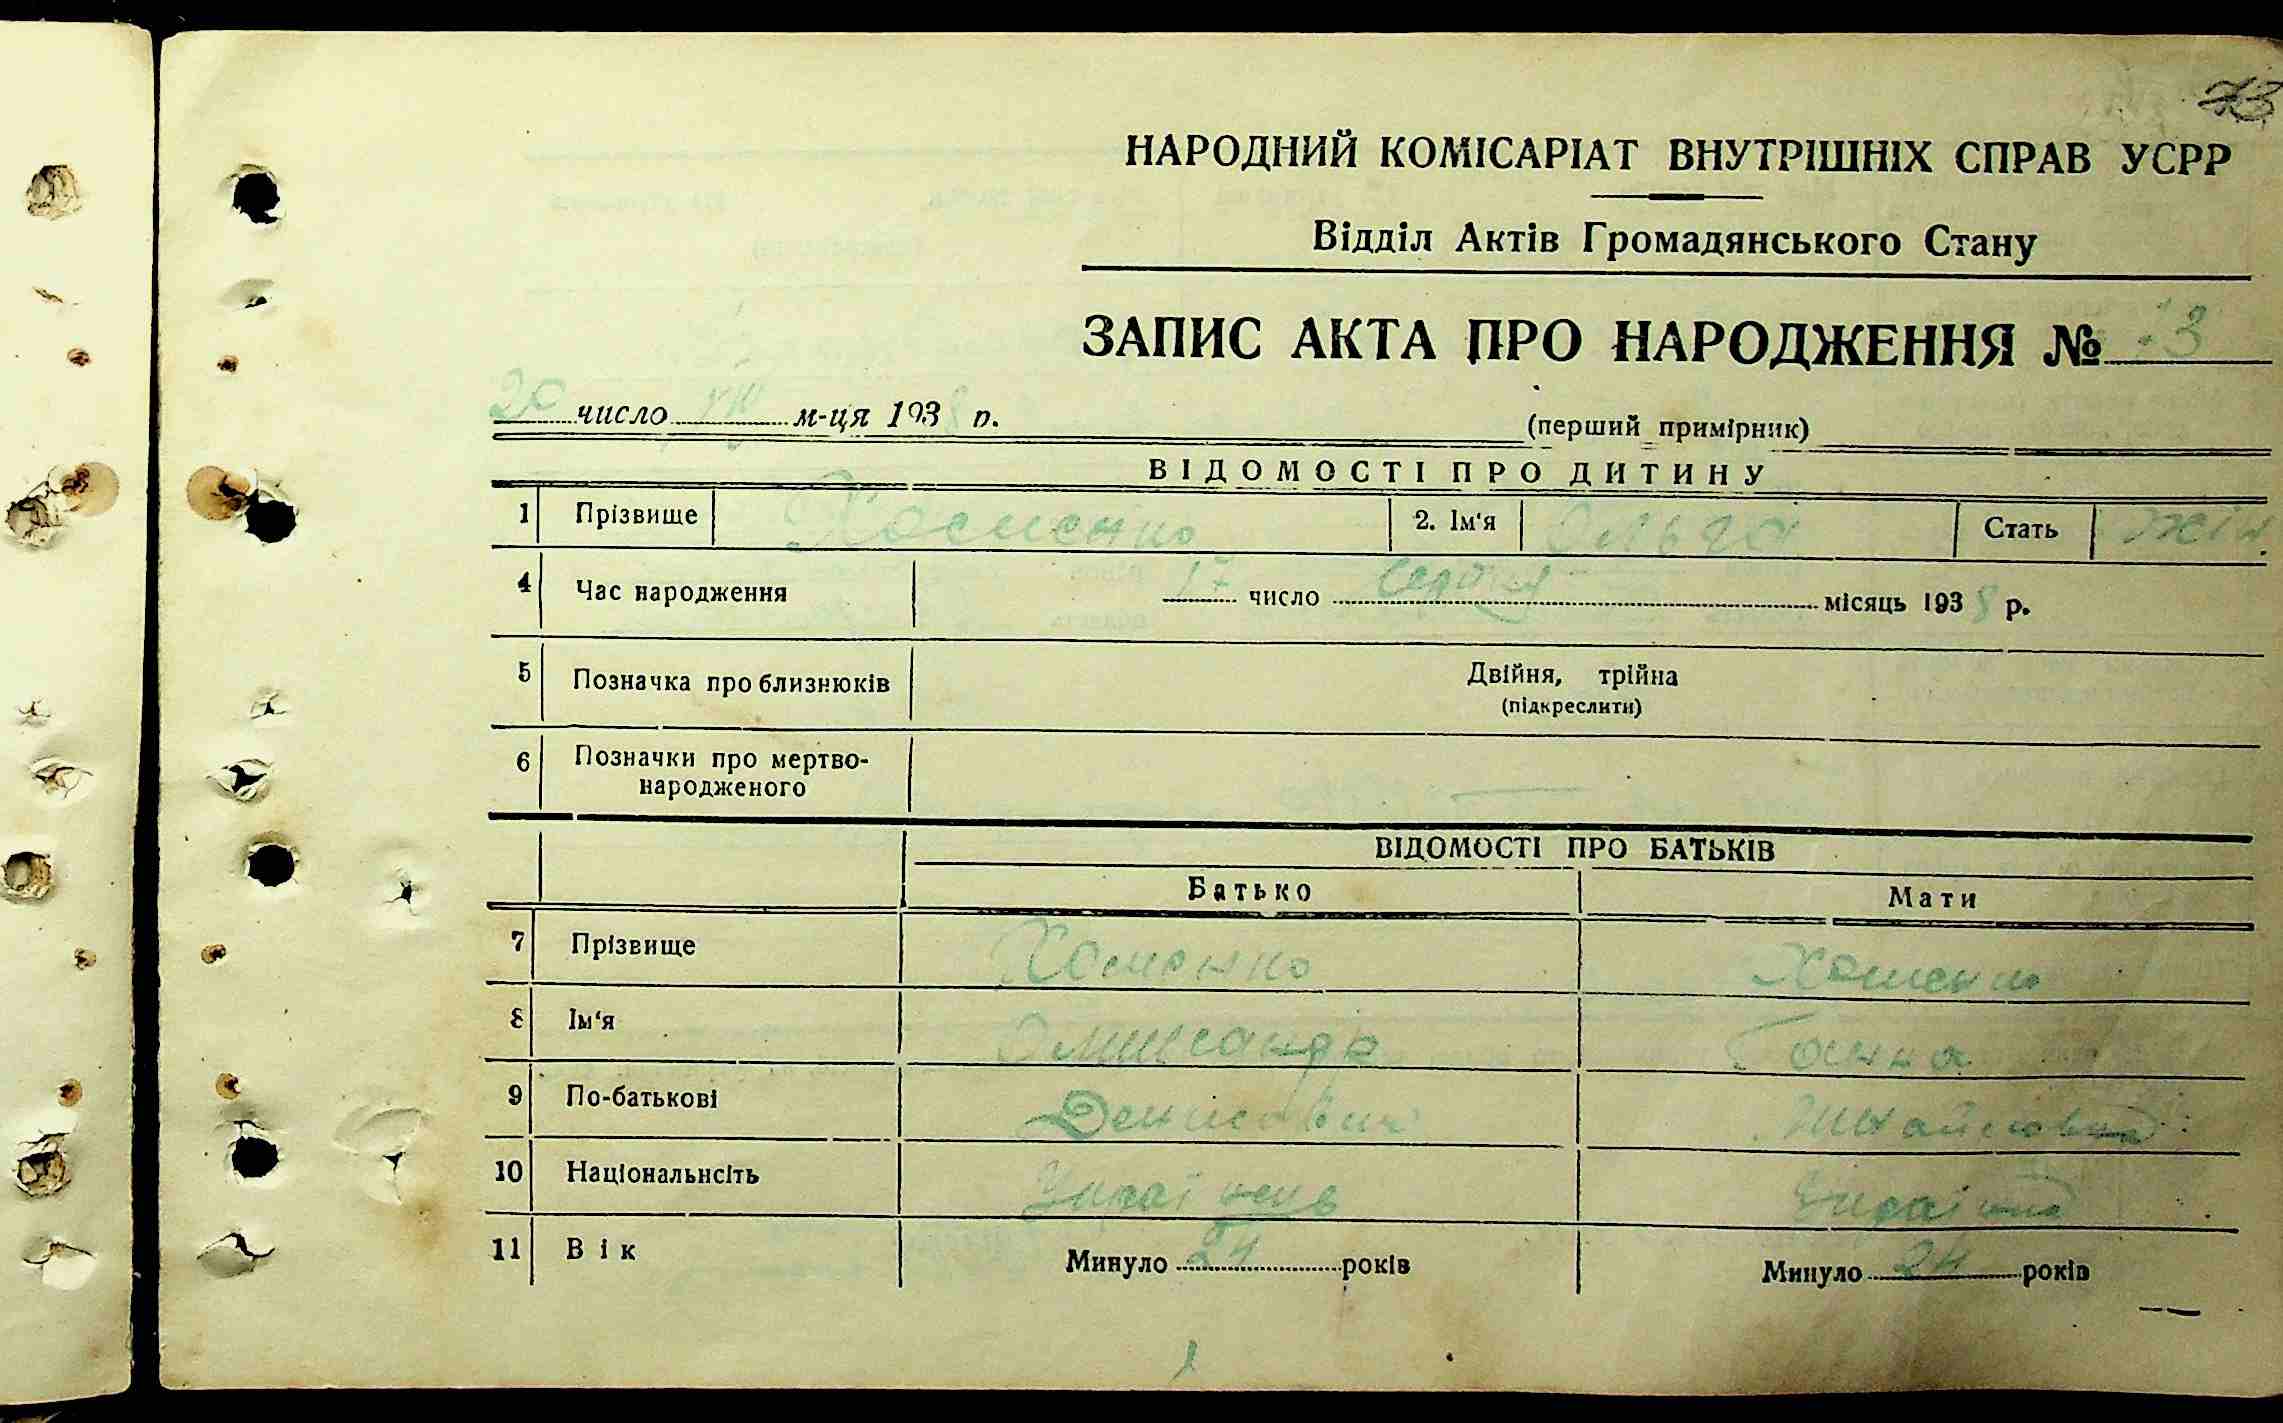 73
НАРОДНИЙ КОМІСАРІАТ ВНУТРІШНІХ СПРАВ УСРР
Відділ Актів Громадянського Стану
ЗАПИС АКТА ПРО НАРОДЖЕННЯ № 3
20 число VIII м-ця 1938 р.
(перший примірник)
ВІДОМОСТІ ПРО ДИТИНУ
1 Прізвище Хоменко 2. Ім'я Ольга Стать жін.
4 Час народження 17 число серпня місяць 1938 р.
5 Позначка про близнюків Двійня, трійна
(підкреслити)
6 Позначки про мертво-
народженого —
ВІДОМОСТІ ПРО БАТЬКІВ
Батько Мати
7 Прізвище Хоменко Хоменко
8 Ім'я Олександр Ганна
9 По-батькові Денисович
10 Національнсіть Українець Українка
11 Вік Минуло 24 років Минуло 24 років